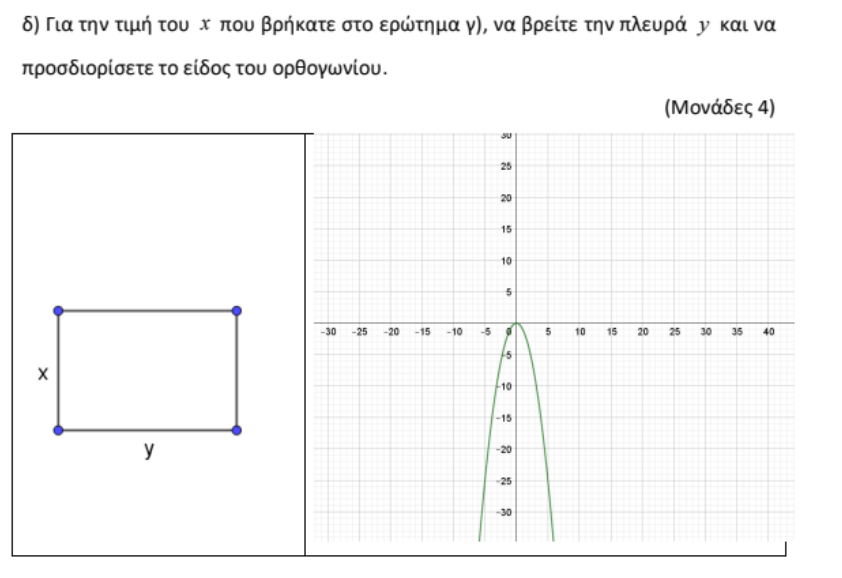 δ) Για την τιμή του x που βρήκατε στο ερώτημα γ), να βρείτε την πλευρά y και να
προσδιορίσετε το είδος του ορθογωνίου.
(Μονάδες 4)
30
25
20
15
10
5
-30 -25 -20 -15 -10 -5 0 5 10 15 20 25 30 35 40
-5
-10
-15
-20
-25
-30
x
y